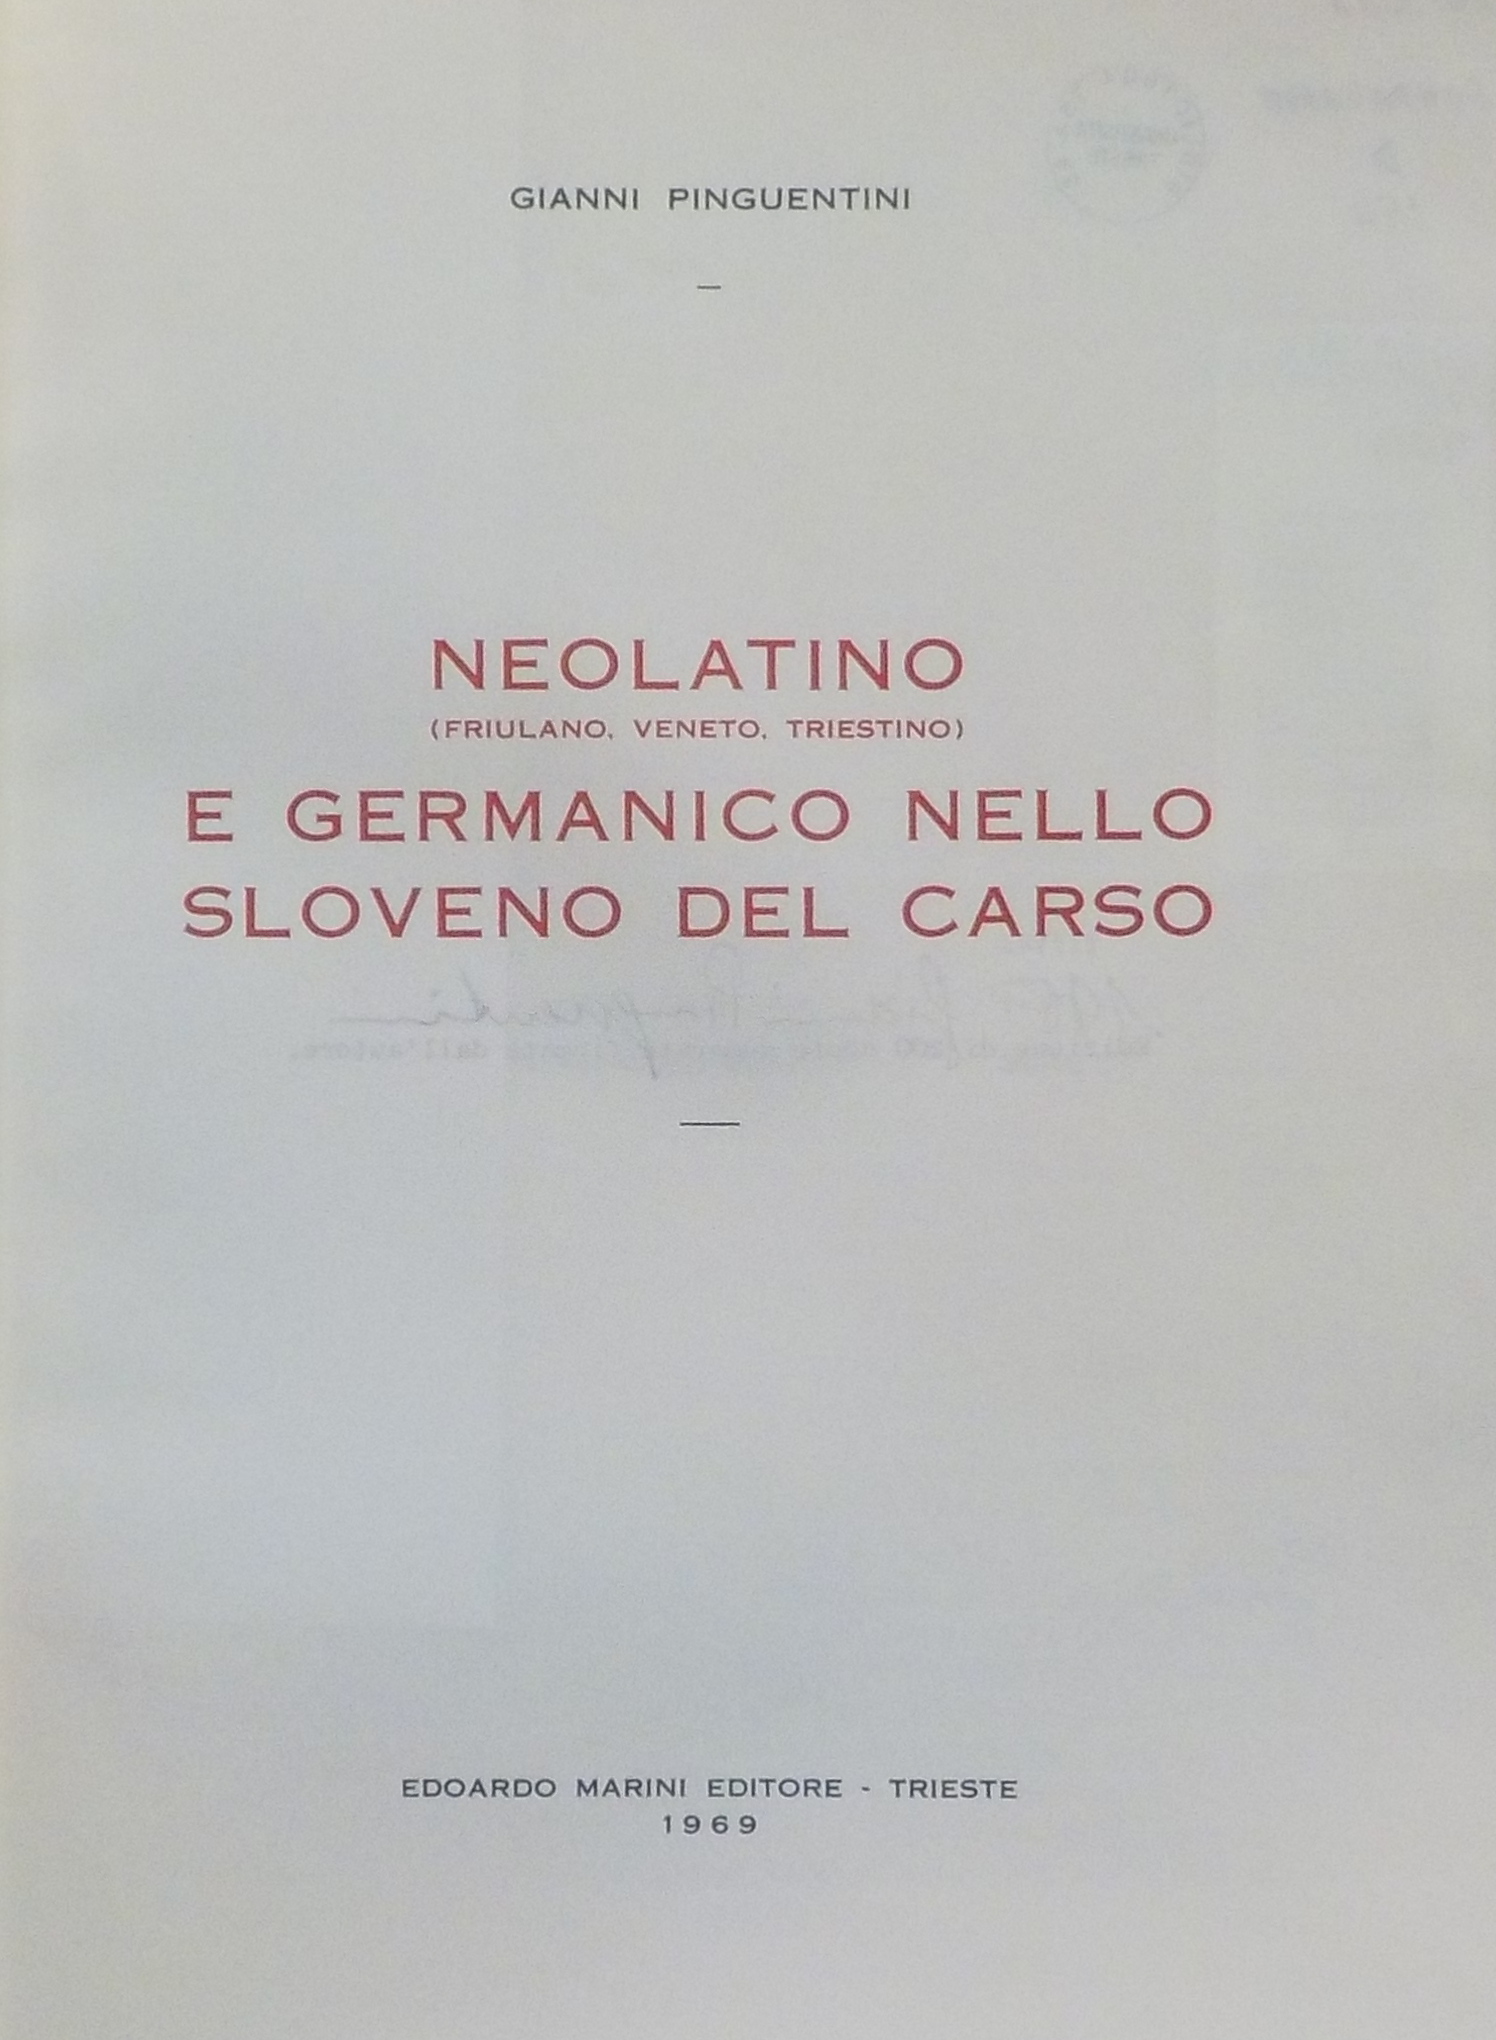 GIANNI PINGUENTINI
NEOLATINO
(FRIULANO, VENETO, TRIESTINO)
E GERMANICO NELLO
SLOVENO DEL CARSO
EDOARDO MARINI EDITORE - TRIESTE
1969